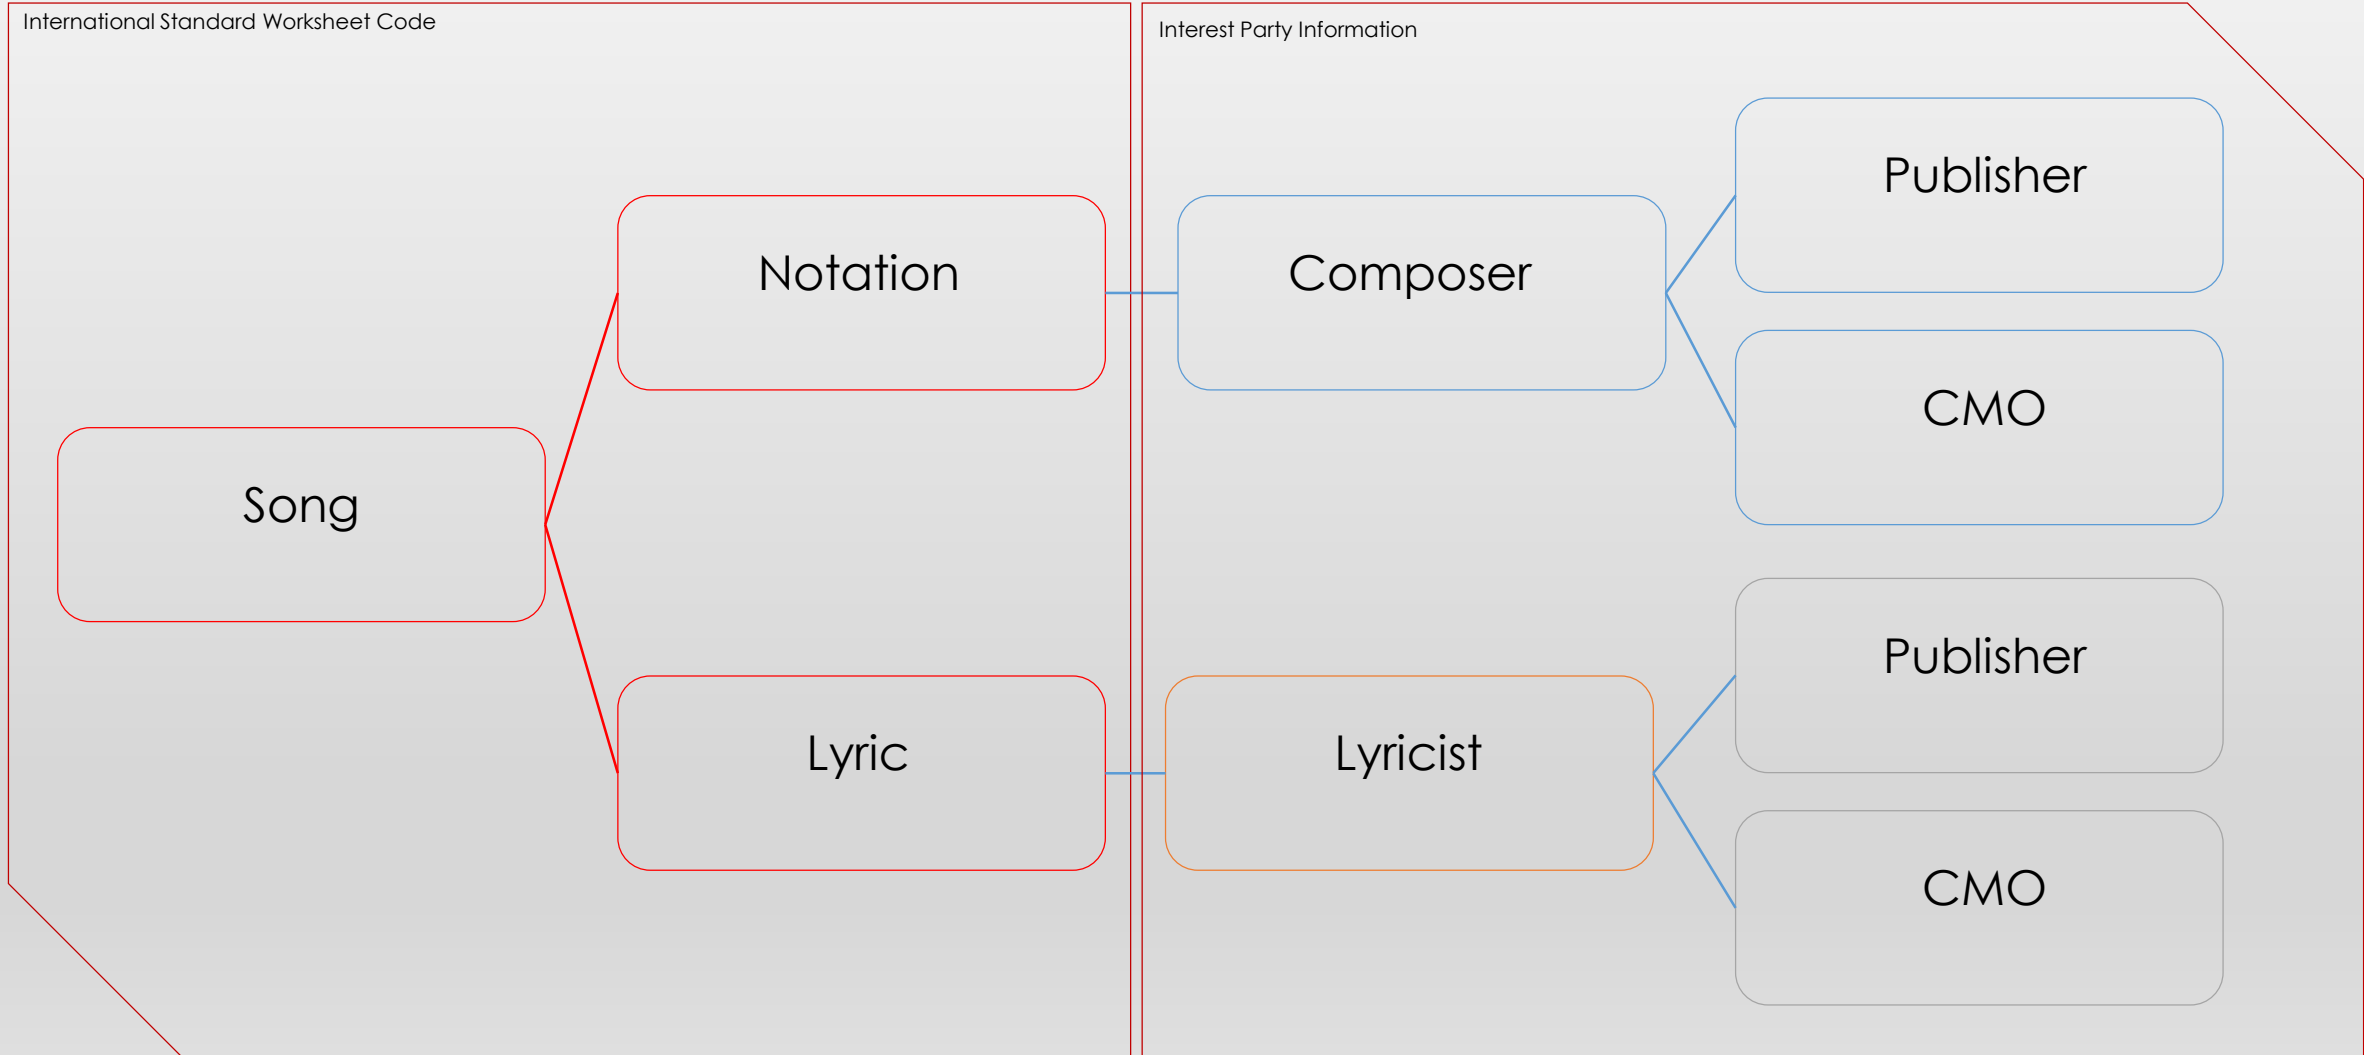 International Standard Worksheet Code
Interest Party Information
Song
Notation
Lyric
Composer
Lyricist
Publisher
CMO
Publisher
CMO